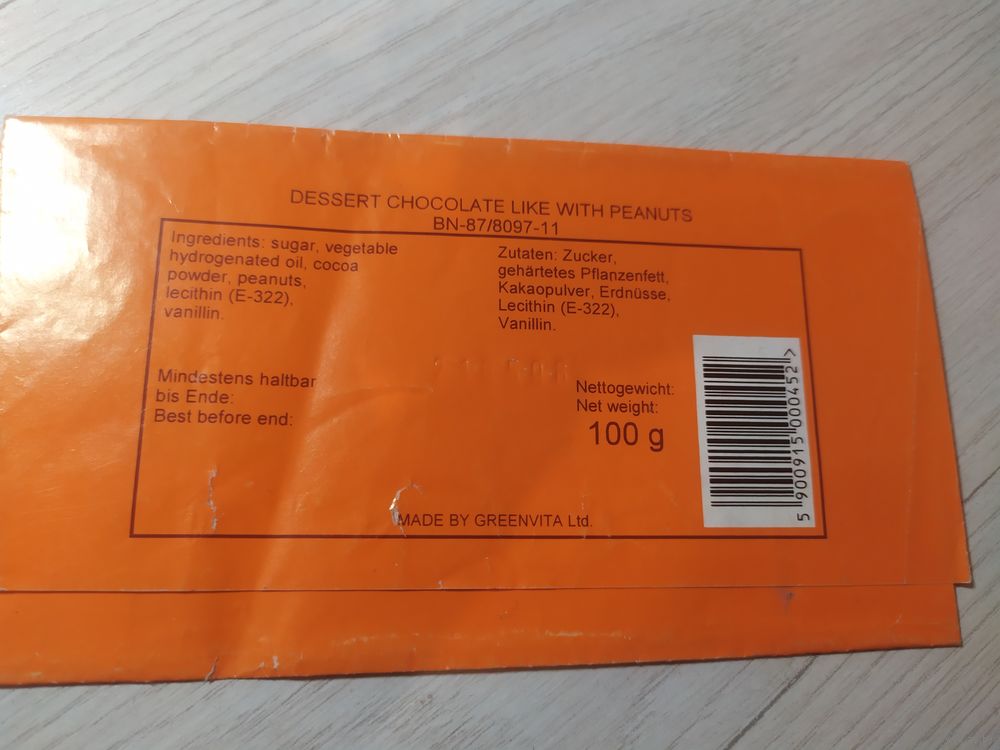 DESSERT CHOCOLATE LIKE WITH PEANUTS
BN-87/8097-11
Ingredients: sugar, vegetable
hydrogenated oil, cocoa
powder, peanuts,
lecithin (E-322),
vanillin.
Zutaten: Zucker,
gehärtetes Pflanzenfett,
Kakaopulver, Erdnüsse,
Lecithin (E-322),
Vanillin.
Mindestens haltbar
bis Ende:
Best before end:
Nettogewicht:
Net weight:
100 g
MADE BY GREENVITA Ltd.
5 900915 000452 >